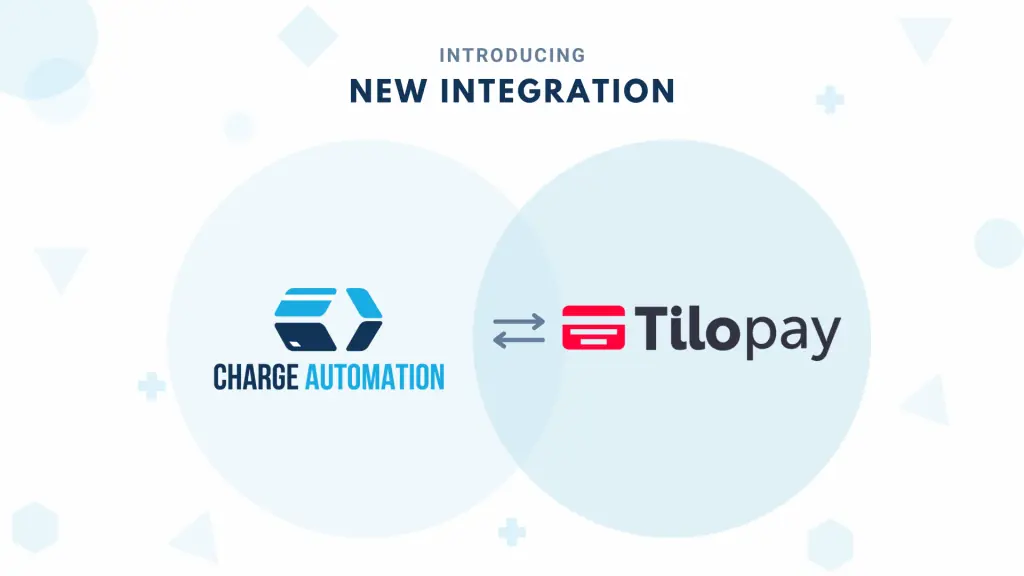 INTRODUCING
NEW INTEGRATION
CHARGE AUTOMATION
Tilopay